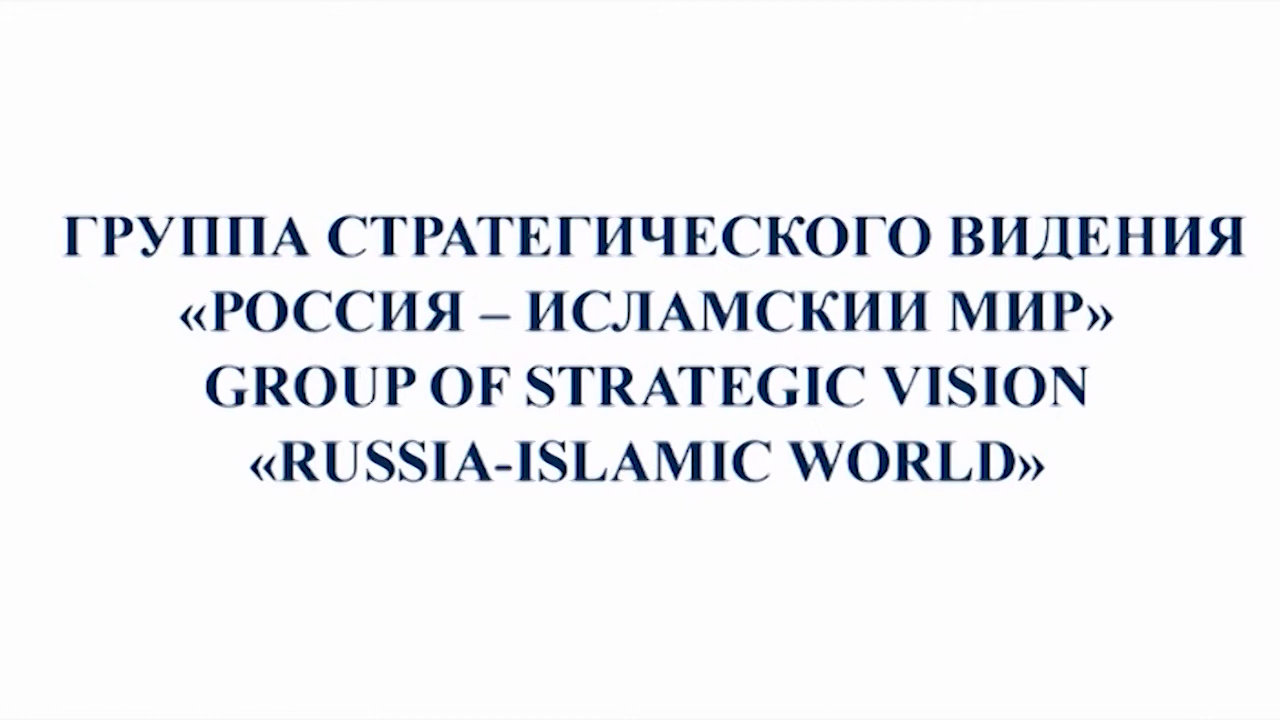 ГРУППА СТРАТЕГИЧЕСКОГО ВИДЕНИЯ
«РОССИЯ – ИСЛАМСКИИ МИР»
GROUP OF STRATEGIC VISION
«RUSSIA-ISLAMIC WORLD»